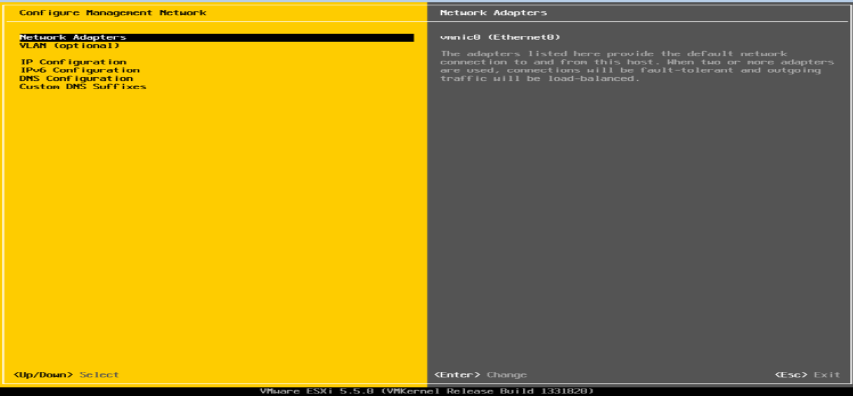 Configure Management Network
Network Adapters
VLAN (optional)
IP Configuration
IPv6 Configuration
DNS Configuration
Custom DNS Suffixes
<Up/Down> Select
Network Adapters
vmnic0 (Ethernet0)
The adapters listed here provide the default network
connection to and from this host. When two or more adapters
are used, connections will be fault-tolerant and outgoing
traffic will be load-balanced.
<Enter> Change
<Esc> Exit
VMware ESXi 5.5.0 (VMKernel Release Build 1331820)